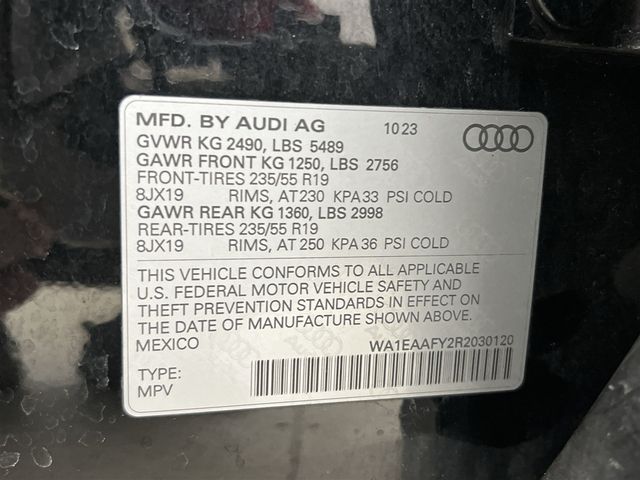 MFD. BY AUDI AG 10 23
GVWR KG 2490, LBS 5489
GAWR FRONT KG 1250, LBS 2756
FRONT-TIRES 235/55 R19
8JX19 RIMS, AT 230 KPA 33 PSI COLD
GAWR REAR KG 1360, LBS 2998
REAR-TIRES 235/55 R19
8JX19 RIMS, AT 250 KPA 36 PSI COLD
THIS VEHICLE CONFORMS TO ALL APPLICABLE
U.S. FEDERAL MOTOR VEHICLE SAFETY AND
THEFT PREVENTION STANDARDS IN EFFECT ON
THE DATE OF MANUFACTURE SHOWN ABOVE.
MEXICO WA1EAAFY2R2030120
TYPE:
MPV